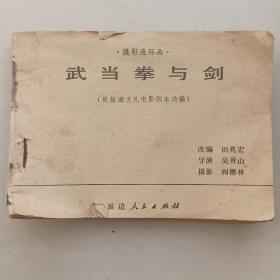 ·摄影连环画·
武当拳与剑
（根据谢文礼电影剧本改编）
改编 田兆宏
导演 吴井山
摄影 阎德林
延边人民出版社